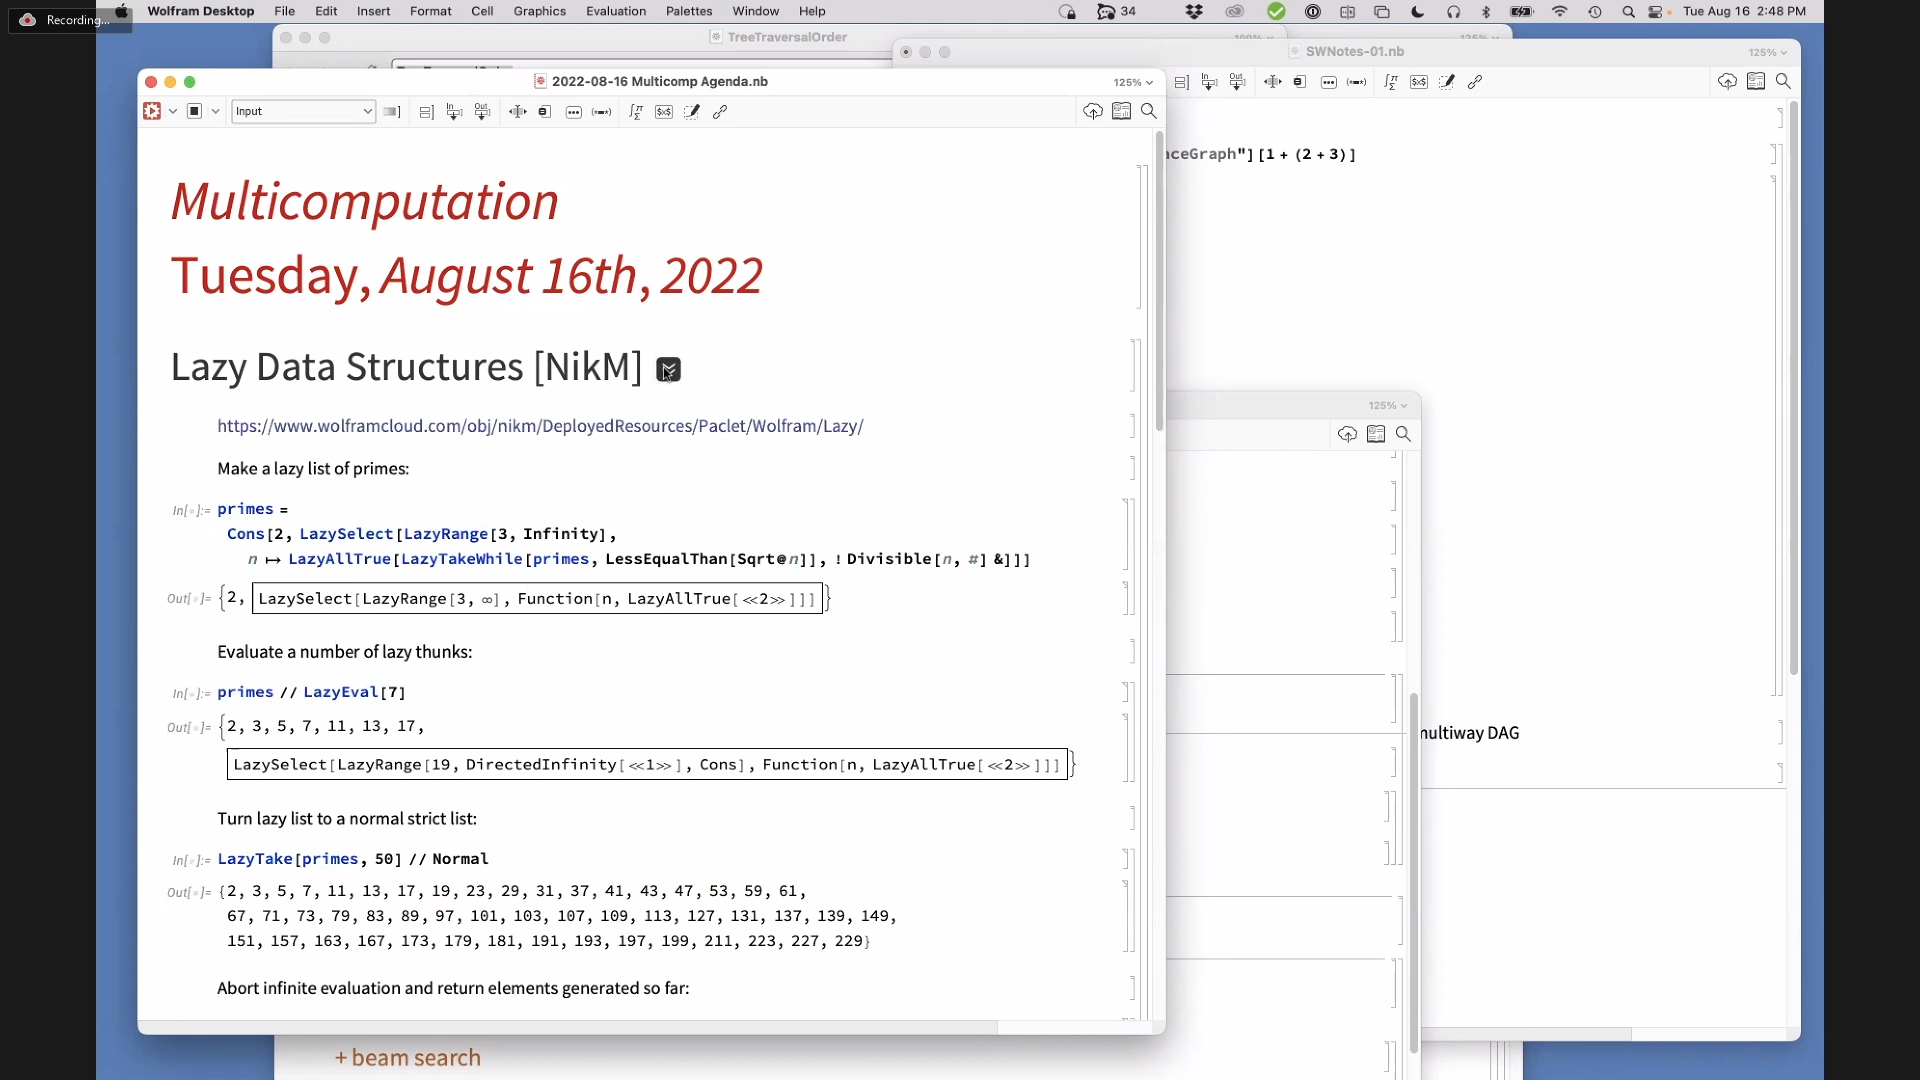 Recording...
Wolfram Desktop File Edit Insert Format Cell Graphics Evaluation Palettes Window Help 34 Tue Aug 16 2:48 PM
TreeTraversalOrder
SWNotes-01.nb 125%
2022-08-16 Multicomp Agenda.nb 125%
Input
aceGraph"][1 + (2 + 3)]
Multicomputation
Tuesday, August 16th, 2022
Lazy Data Structures [NikM]
125%
https://www.wolframcloud.com/obj/nikm/DeployedResources/Paclet/Wolfram/Lazy/
Make a lazy list of primes:
In[ ]:= primes =
Cons[2, LazySelect[LazyRange[3, Infinity],
n ↦ LazyAllTrue[LazyTakeWhile[primes, LessEqualThan[Sqrt@n]], ! Divisible[n, #] &]]]
Out[ ]= {2, LazySelect[LazyRange[3, ∞], Function[n, LazyAllTrue[≪2≫]]]}
Evaluate a number of lazy thunks:
In[ ]:= primes // LazyEval[7]
Out[ ]= {2, 3, 5, 7, 11, 13, 17,
LazySelect[LazyRange[19, DirectedInfinity[≪1≫], Cons], Function[n, LazyAllTrue[≪2≫]]]}
multiway DAG
Turn lazy list to a normal strict list:
In[ ]:= LazyTake[primes, 50] // Normal
Out[ ]= {2, 3, 5, 7, 11, 13, 17, 19, 23, 29, 31, 37, 41, 43, 47, 53, 59, 61,
67, 71, 73, 79, 83, 89, 97, 101, 103, 107, 109, 113, 127, 131, 137, 139, 149,
151, 157, 163, 167, 173, 179, 181, 191, 193, 197, 199, 211, 223, 227, 229}
Abort infinite evaluation and return elements generated so far:
+ beam search